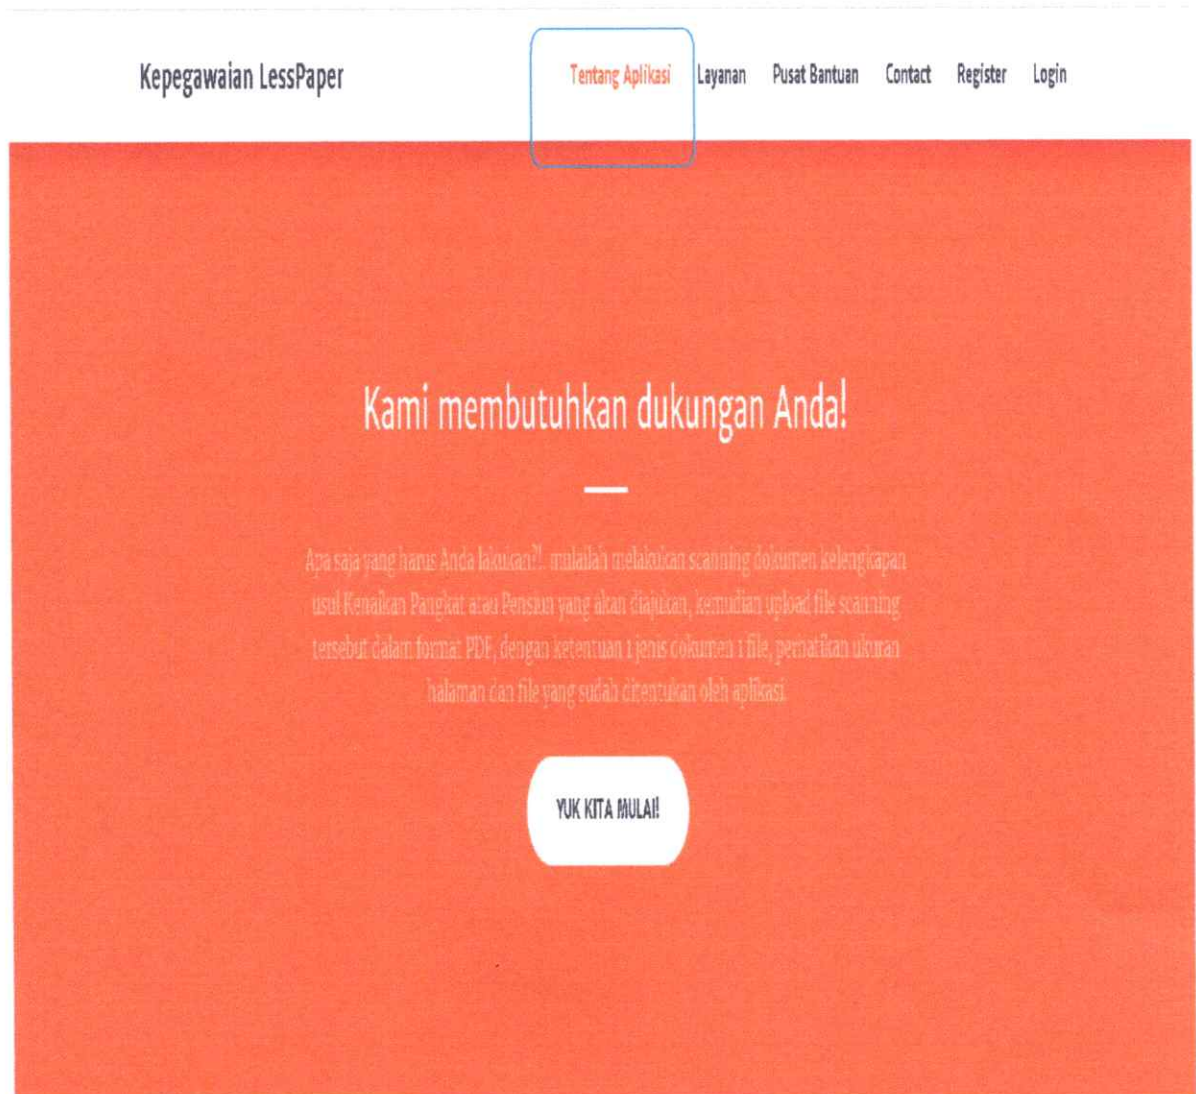 Kepegawaian LessPaper
Tentang Aplikasi Layanan Pusat Bantuan Contact Register Login
Kami membutuhkan dukungan Anda!
Apa saja yang harus Anda lakukan?!. mulailah melakukan scanning dokumen kelengkapan
usul Kenaikan Pangkat atau Pensiun yang akan diajukan, kemudian upload file scanning
tersebut dalam format PDF, dengan ketentuan 1 jenis dokumen 1 file, perhatikan ukuran
halaman dan file yang sudah ditentukan oleh aplikasi.
YUK KITA MULAI!